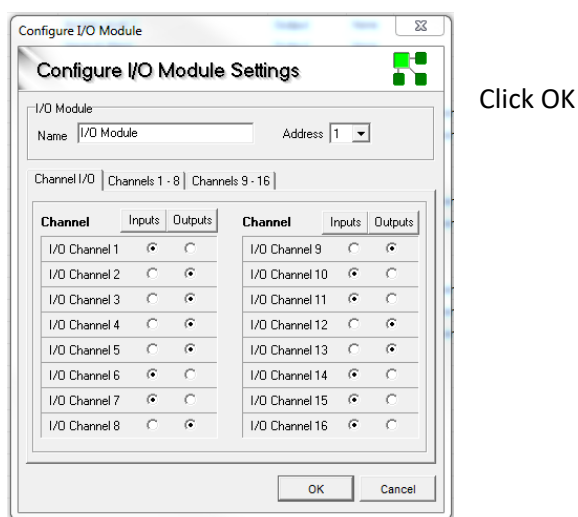 Configure I/O Module
Configure I/O Module Settings
Click OK
I/O Module
Name I/O Module Address 1
Channel I/O Channels 1 - 8 Channels 9 - 16
Channel Inputs Outputs Channel Inputs Outputs
I/O Channel 1 I/O Channel 9
I/O Channel 2 I/O Channel 10
I/O Channel 3 I/O Channel 11
I/O Channel 4 I/O Channel 12
I/O Channel 5 I/O Channel 13
I/O Channel 6 I/O Channel 14
I/O Channel 7 I/O Channel 15
I/O Channel 8 I/O Channel 16
OK Cancel